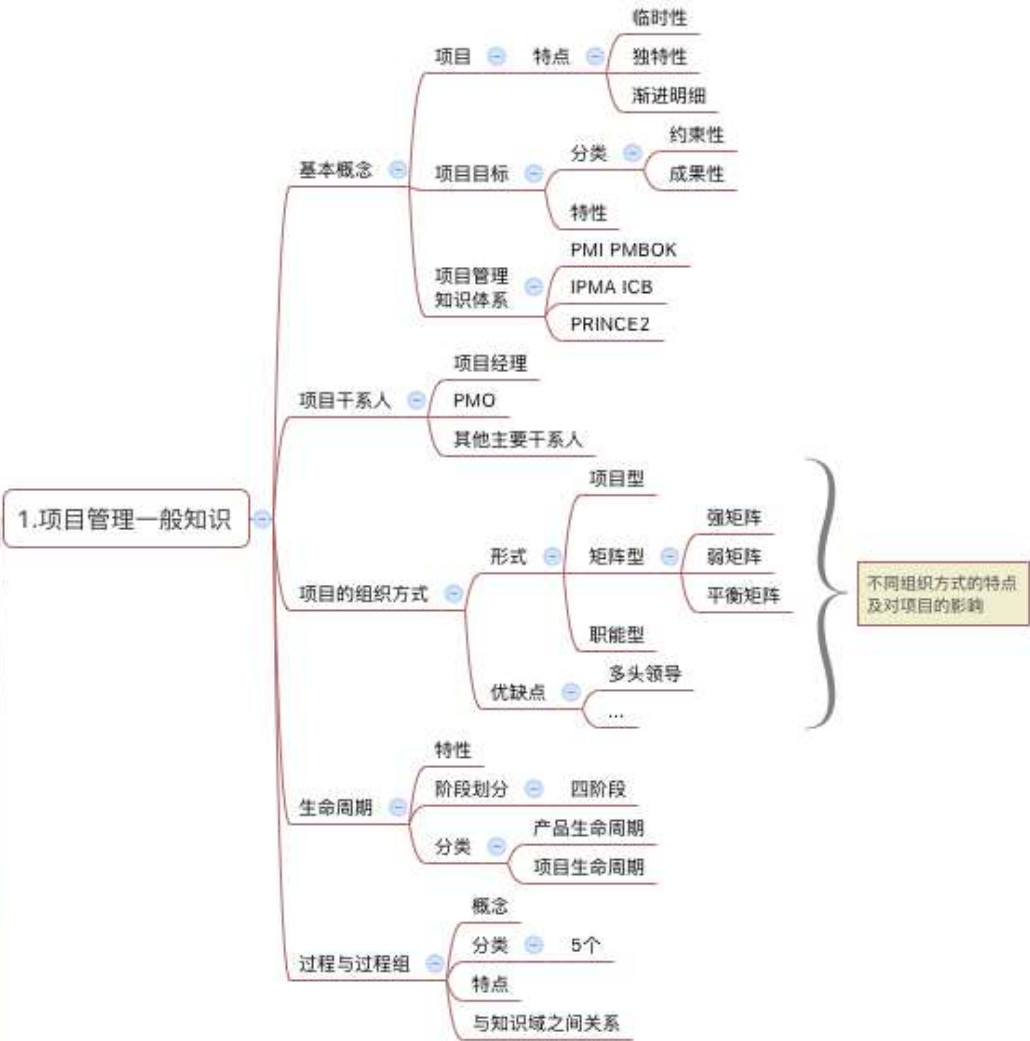 1.项目管理一般知识
基本概念
项目
特点
临时性
独特性
渐进明细
项目目标
分类
约束性
成果性
特性
项目管理
知识体系
PMI PMBOK
IPMA ICB
PRINCE2
项目干系人
项目经理
PMO
其他主要干系人
项目的组织方式
形式
项目型
矩阵型
强矩阵
弱矩阵
平衡矩阵
职能型
优缺点
多头领导
...
不同组织方式的特点
及对项目的影响
生命周期
特性
阶段划分
四阶段
分类
产品生命周期
项目生命周期
过程与过程组
概念
分类
5个
特点
与知识域之间关系